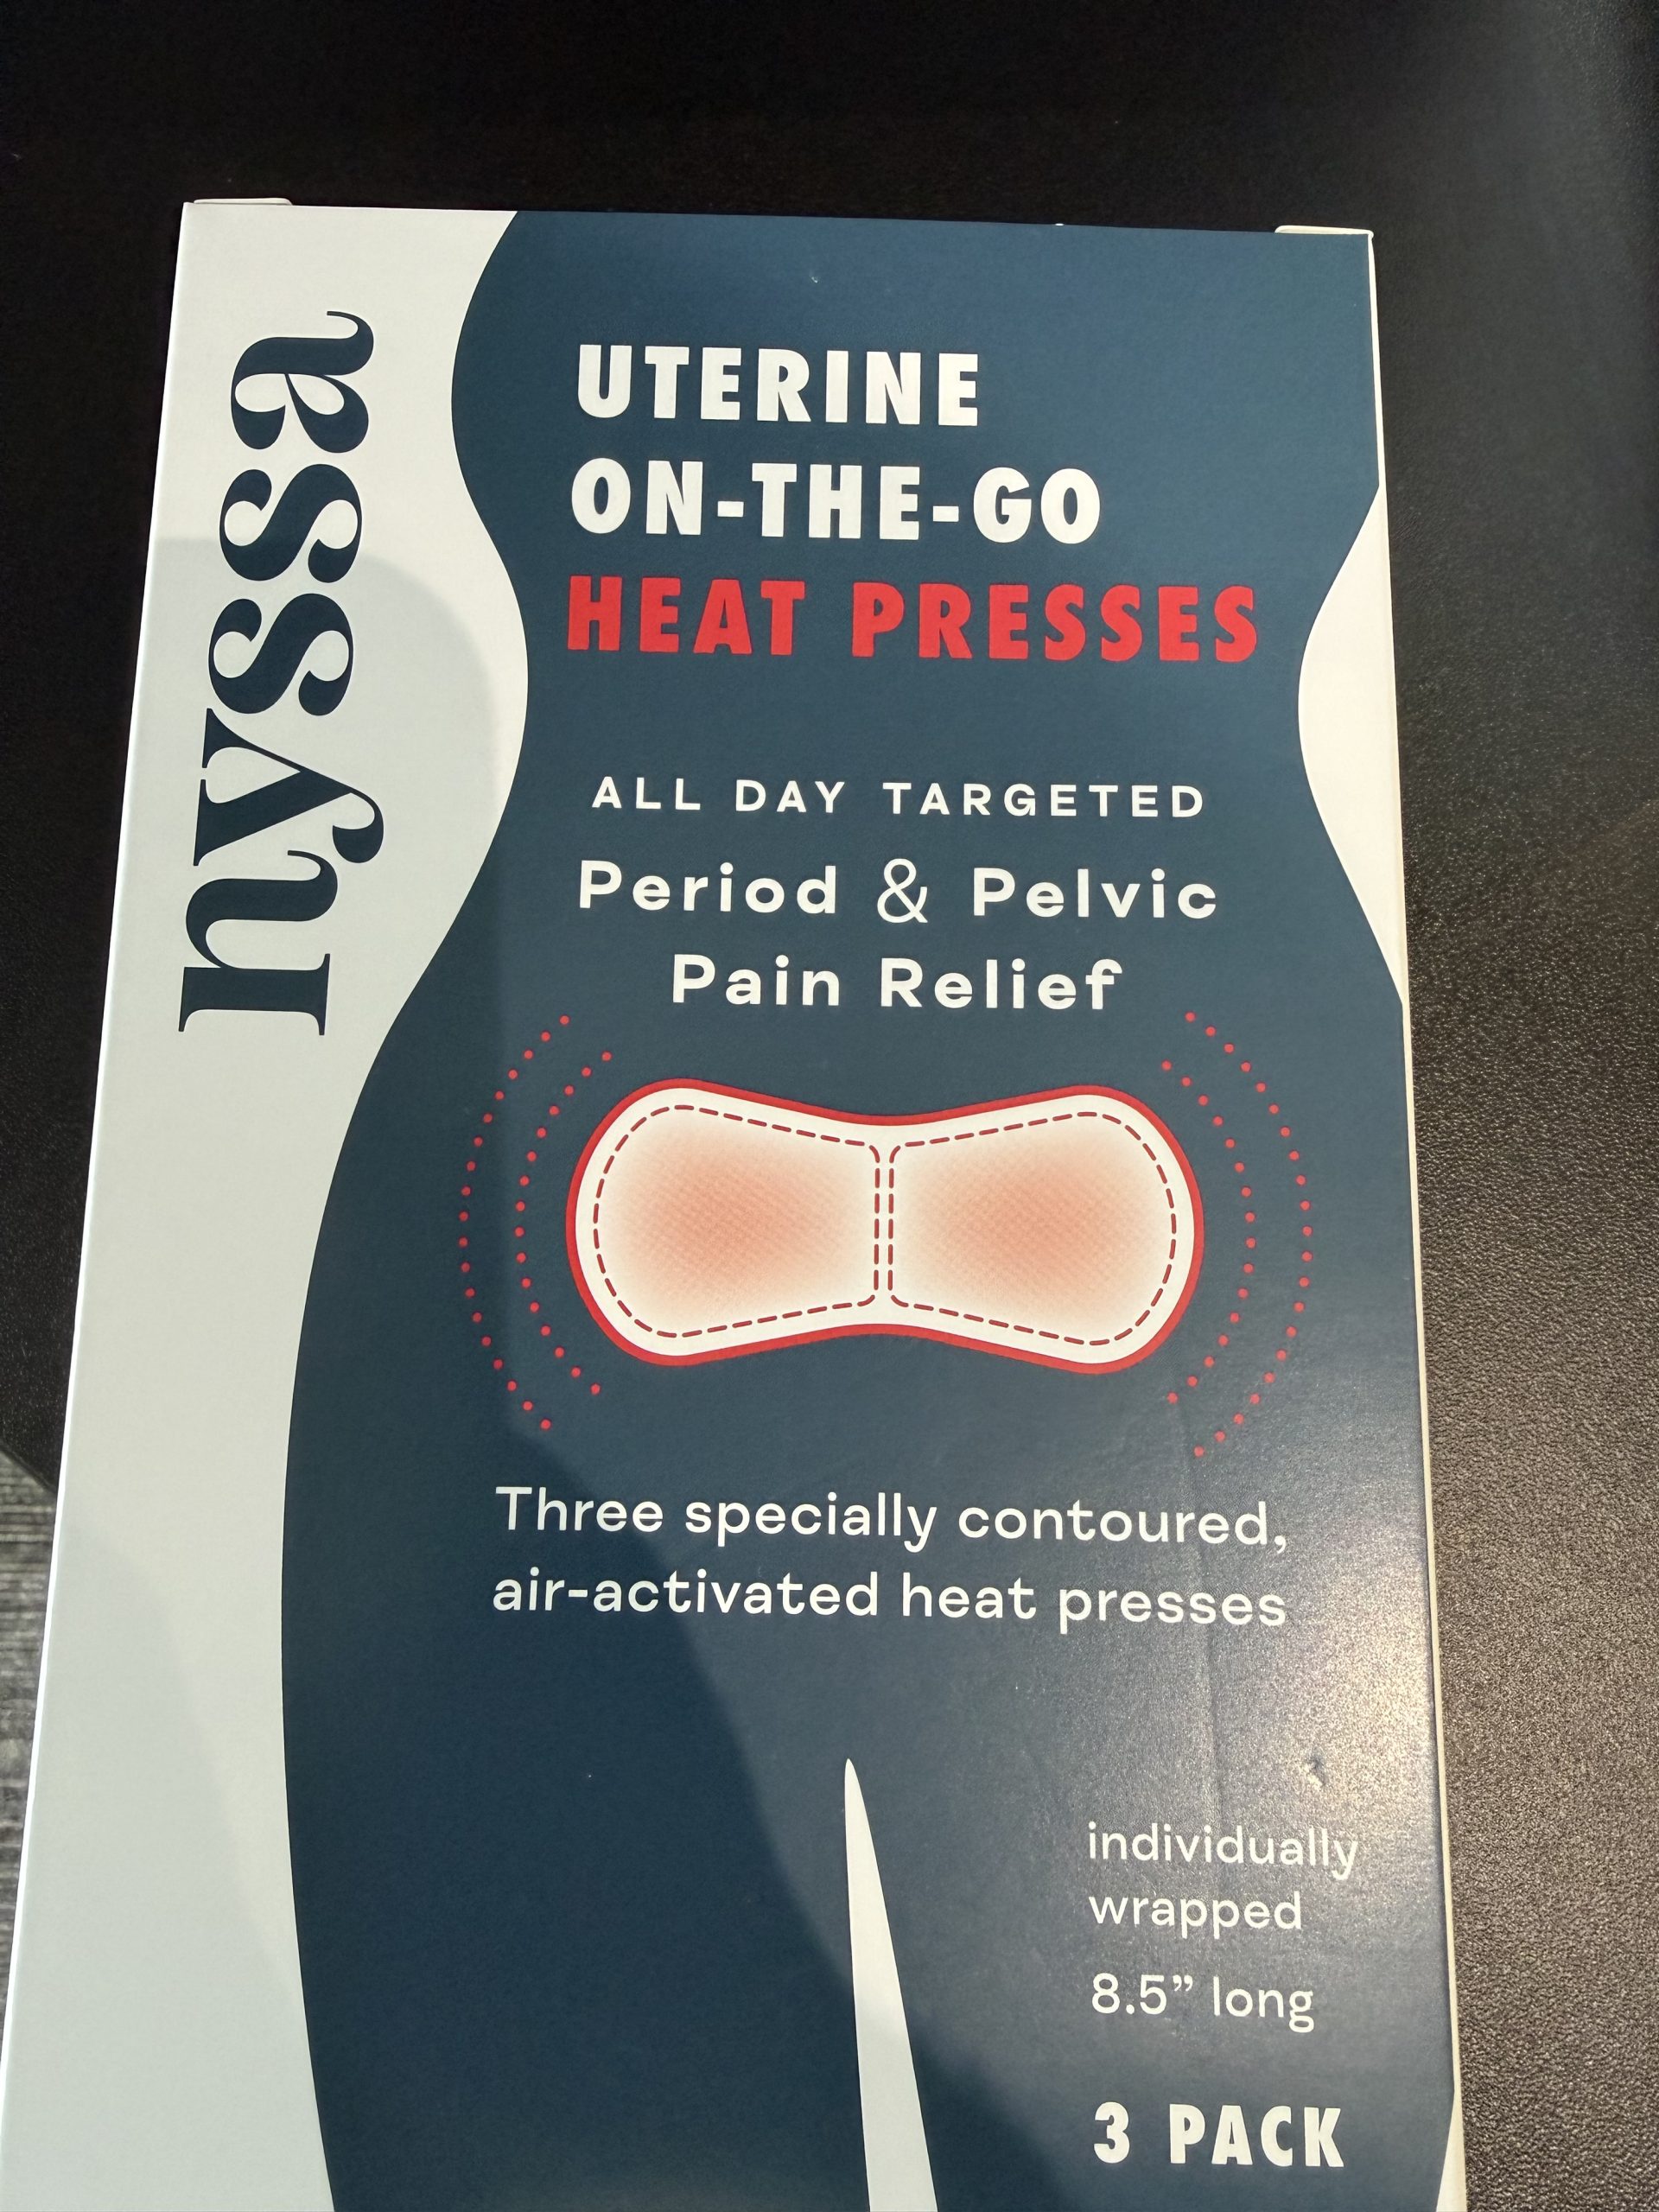 nyssa
UTERINE
ON-THE-GO
HEAT PRESSES
ALL DAY TARGETED
Period & Pelvic
Pain Relief
Three specially contoured,
air-activated heat presses
individually
wrapped
8.5” long
3 PACK